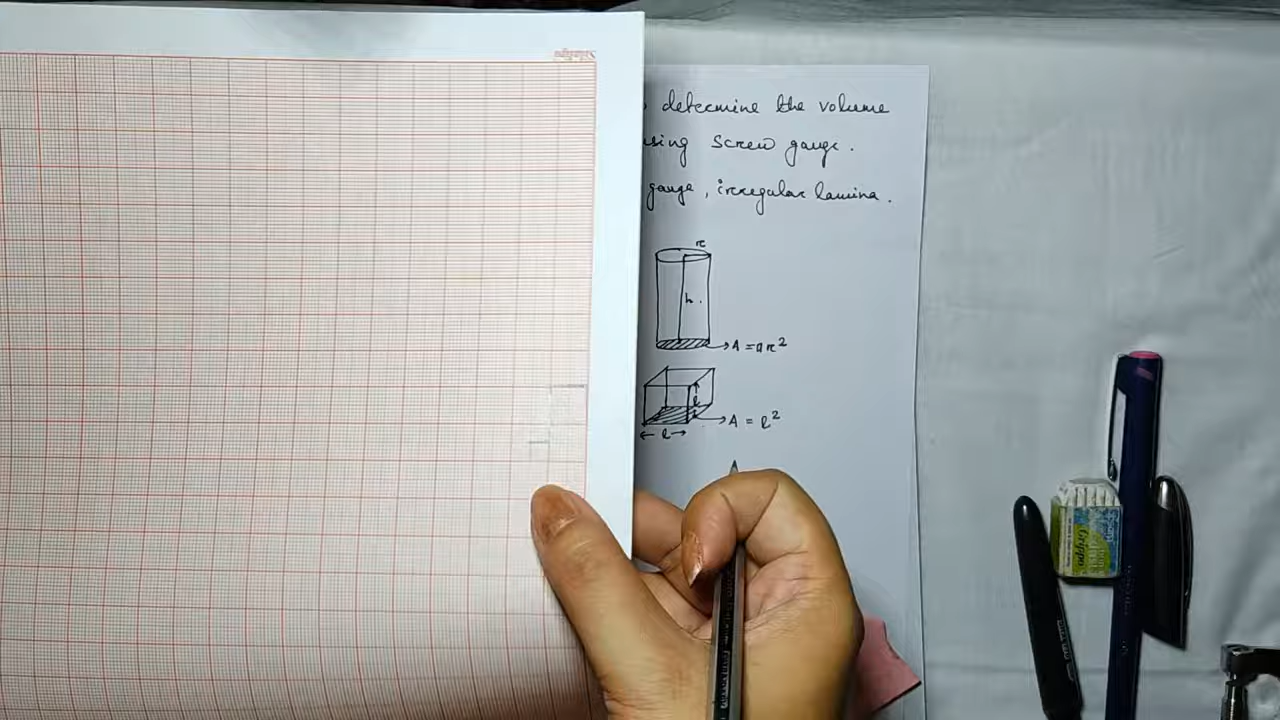 determine the volume
using screw gauge.
gauge, irregular lamina.
r
h.
A = πr²
l
A = l²
← l →